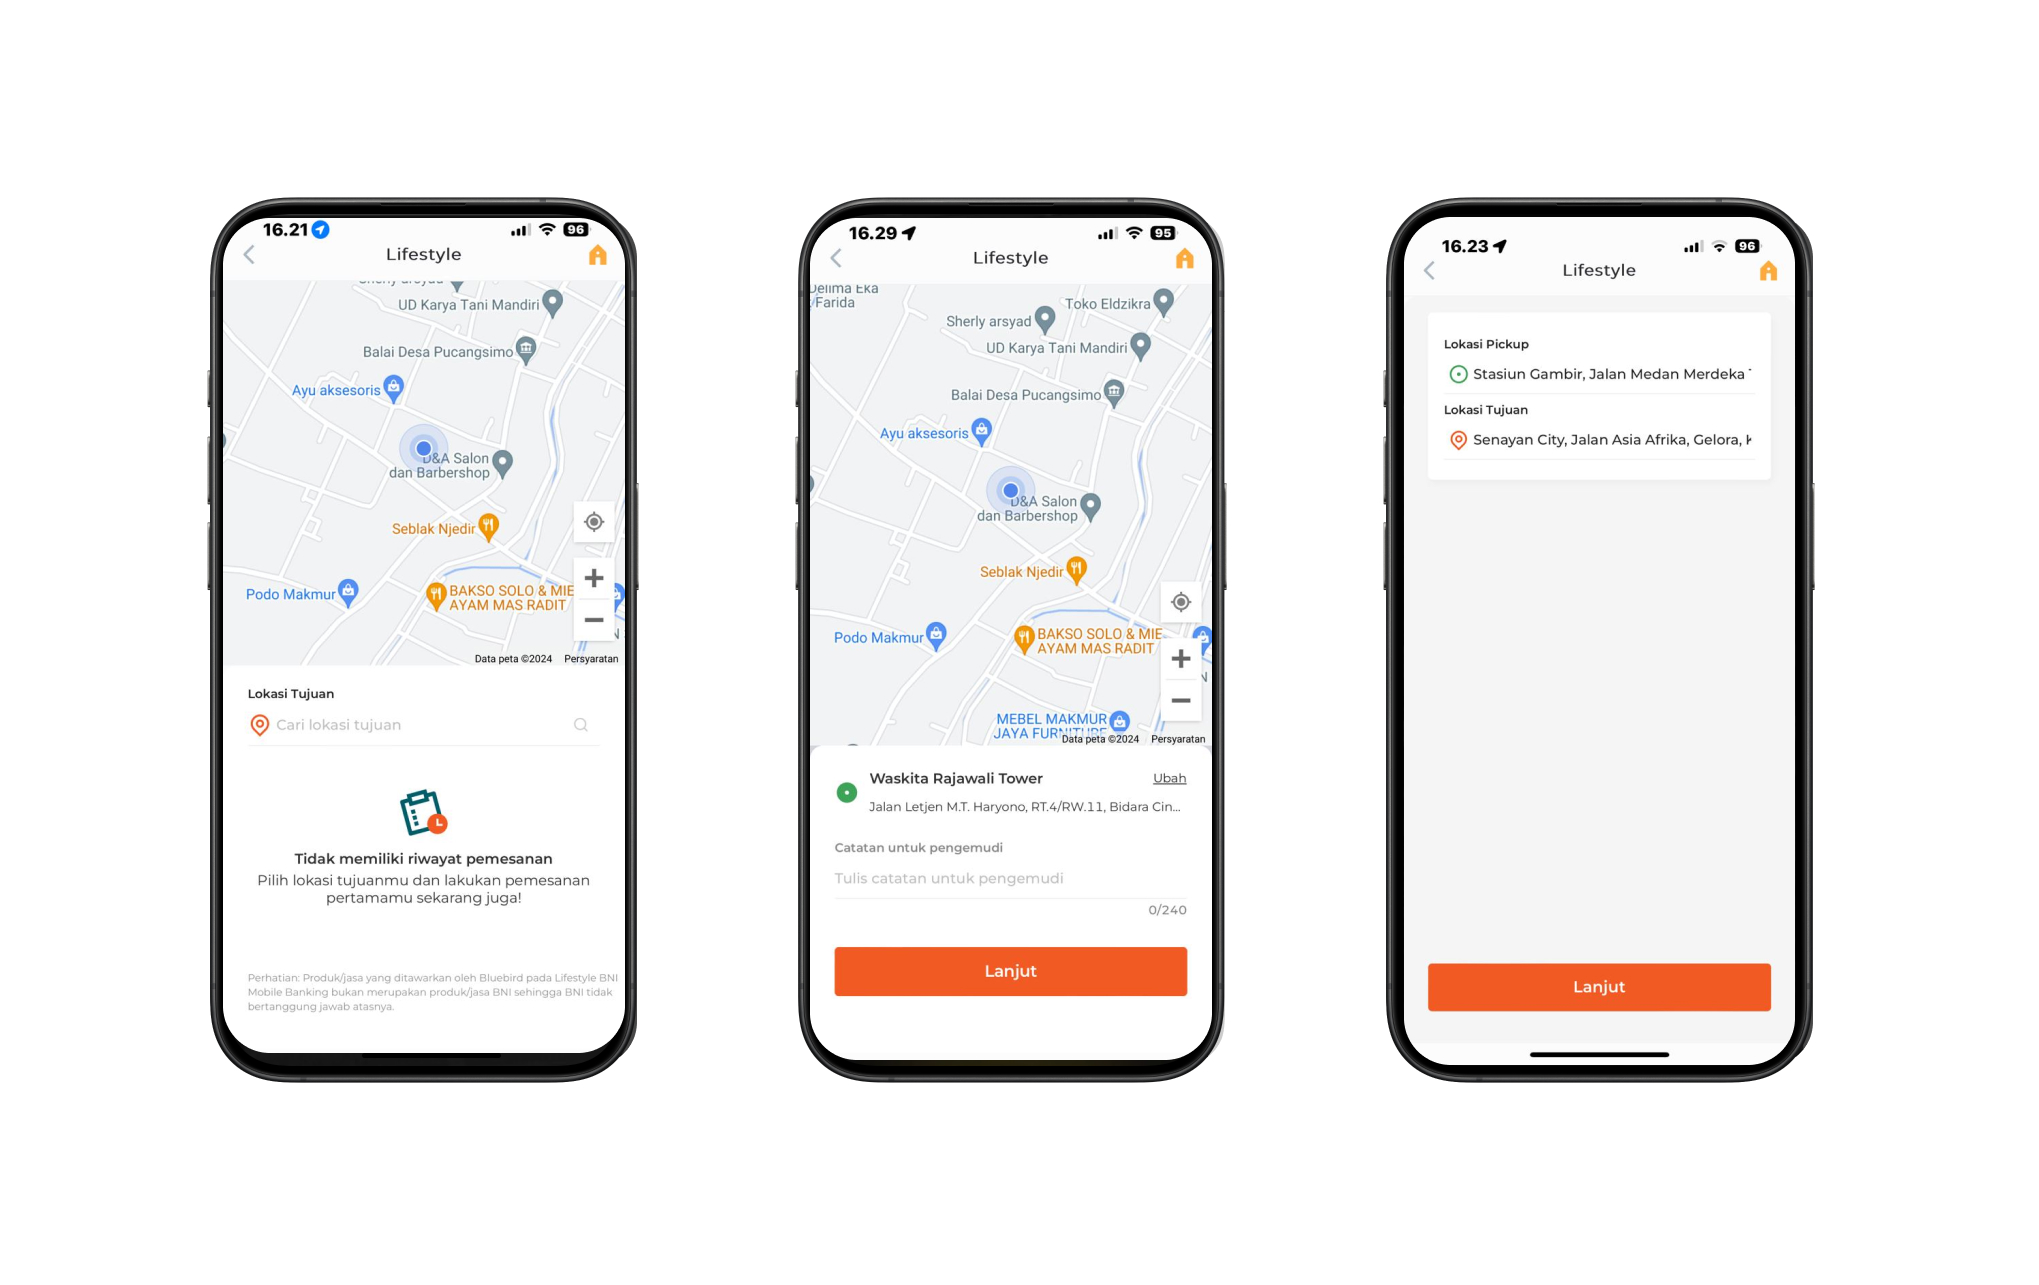 16.21
96
Lifestyle
UD Karya Tani Mandiri
Balai Desa Pucangsimo
Ayu aksesoris
D&A Salon
dan Barbershop
Seblak Njedir
Podo Makmur
BAKSO SOLO & MIE
AYAM MAS RADIT
N
Data peta ©2024 Persyaratan
Lokasi Tujuan
Cari lokasi tujuan
Tidak memiliki riwayat pemesanan
Pilih lokasi tujuanmu dan lakukan pemesanan
pertamamu sekarang juga!
Perhatian: Produk/jasa yang ditawarkan oleh Bluebird pada Lifestyle BNI
Mobile Banking bukan merupakan produk/jasa BNI sehingga BNI tidak
bertanggung jawab atasnya.
16.29
95
Lifestyle
Delima Eka
Farida
Toko Eldzikra
Sherly arsyad
UD Karya Tani Mandiri
Balai Desa Pucangsimo
Ayu aksesoris
D&A Salon
dan Barbershop
Seblak Njedir
Podo Makmur
BAKSO SOLO & MIE
AYAM MAS RADIT
N
MEBEL MAKMUR
JAYA FURNITURE
Data peta ©2024 Persyaratan
Waskita Rajawali Tower
Ubah
Jalan Letjen M.T. Haryono, RT.4/RW.11, Bidara Cin...
Catatan untuk pengemudi
Tulis catatan untuk pengemudi
0/240
Lanjut
16.23
96
Lifestyle
Lokasi Pickup
Stasiun Gambir, Jalan Medan Merdeka
Lokasi Tujuan
Senayan City, Jalan Asia Afrika, Gelora,
Lanjut